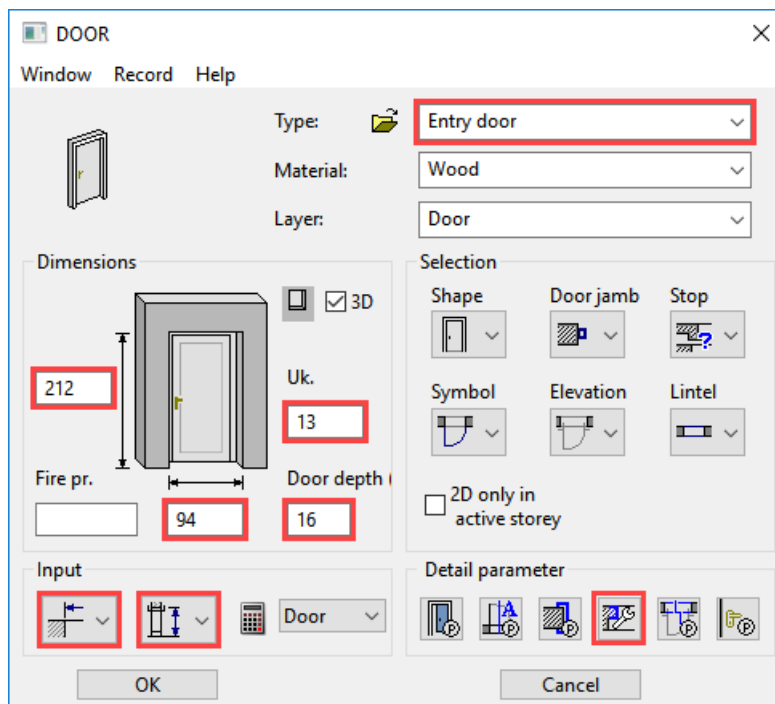 DOOR
Window Record Help
Type: Entry door
Material: Wood
Layer: Door
Dimensions
3D
212
Uk.
13
Fire pr.
94
Door depth
16
Selection
Shape Door jamb Stop
Symbol Elevation Lintel
2D only in
active storey
Input
Door
Detail parameter
OK
Cancel